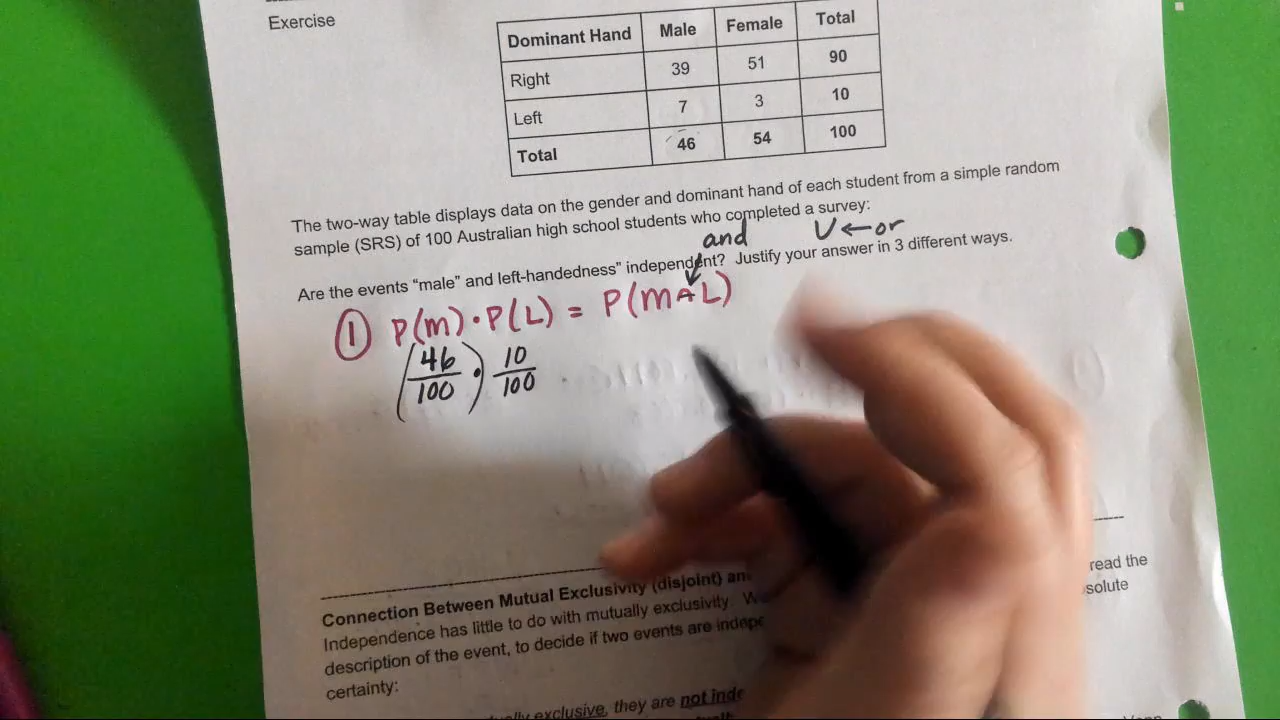 Exercise
Dominant Hand Male Female Total
Right 39 51 90
Left 7 3 10
Total 46 54 100
The two-way table displays data on the gender and dominant hand of each student from a simple random
sample (SRS) of 100 Australian high school students who completed a survey:
and U ← or
Are the events “male” and left-handedness” independent? Justify your answer in 3 different ways.
① P(M) · P(L) = P(M ∩ L)
(46/100) · 10/100
Connection Between Mutual Exclusivity (disjoint)
read the
Independence has little to do with mutually exclusivity.
solute
description of the event, to decide if two events are
certainty:
exclusive, they are not